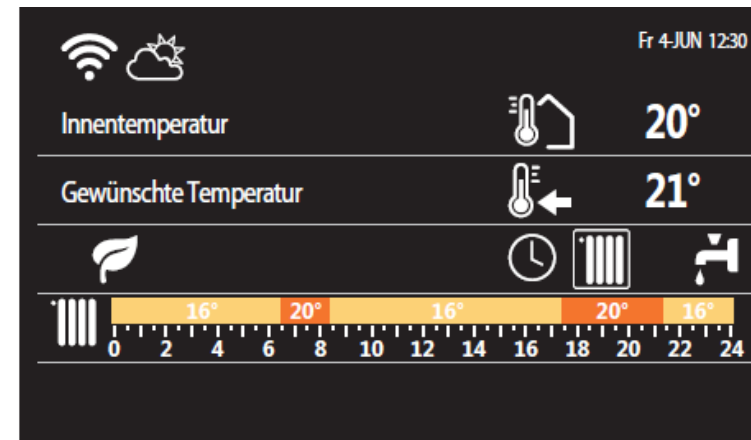 Fr 4-JUN 12:30
Innentemperatur 20°
Gewünschte Temperatur 21°
16° 20° 16° 20° 16°
0 2 4 6 8 10 12 14 16 18 20 22 24